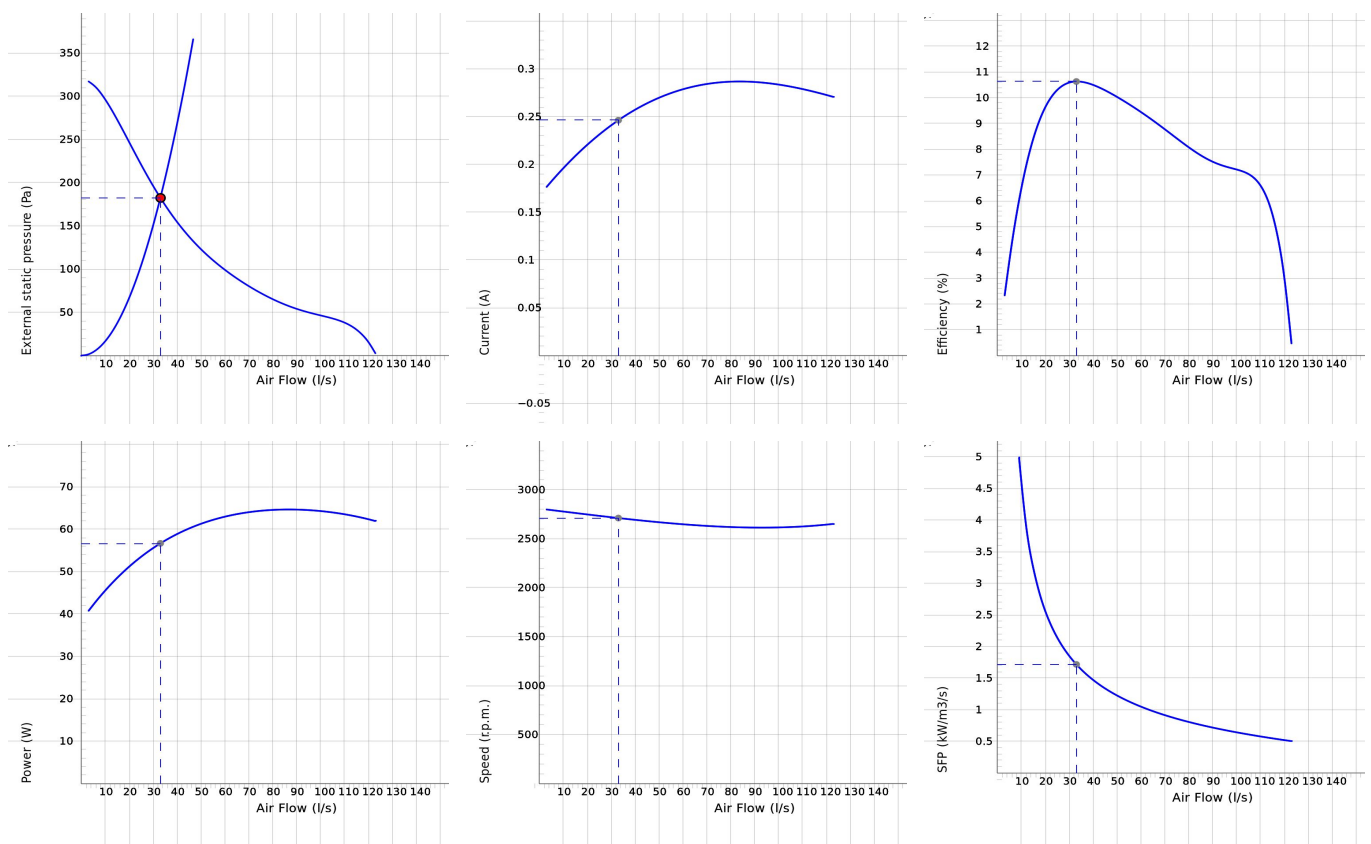 External static pressure (Pa)
350
300
250
200
150
100
50
10 20 30 40 50 60 70 80 90 100 110 120 130 140
Air Flow (l/s)
Current (A)
0.3
0.25
0.2
0.15
0.1
0.05
−0.05
10 20 30 40 50 60 70 80 90 100 110 120 130 140
Air Flow (l/s)
Efficiency (%)
12
11
10
9
8
7
6
5
4
3
2
1
10 20 30 40 50 60 70 80 90 100 110 120 130 140
Air Flow (l/s)
Power (W)
70
60
50
40
30
20
10
10 20 30 40 50 60 70 80 90 100 110 120 130 140
Air Flow (l/s)
Speed (r.p.m.)
3000
2500
2000
1500
1000
500
10 20 30 40 50 60 70 80 90 100 110 120 130 140
Air Flow (l/s)
SFP (kW/m3/s)
5
4.5
4
3.5
3
2.5
2
1.5
1
0.5
10 20 30 40 50 60 70 80 90 100 110 120 130 140
Air Flow (l/s)